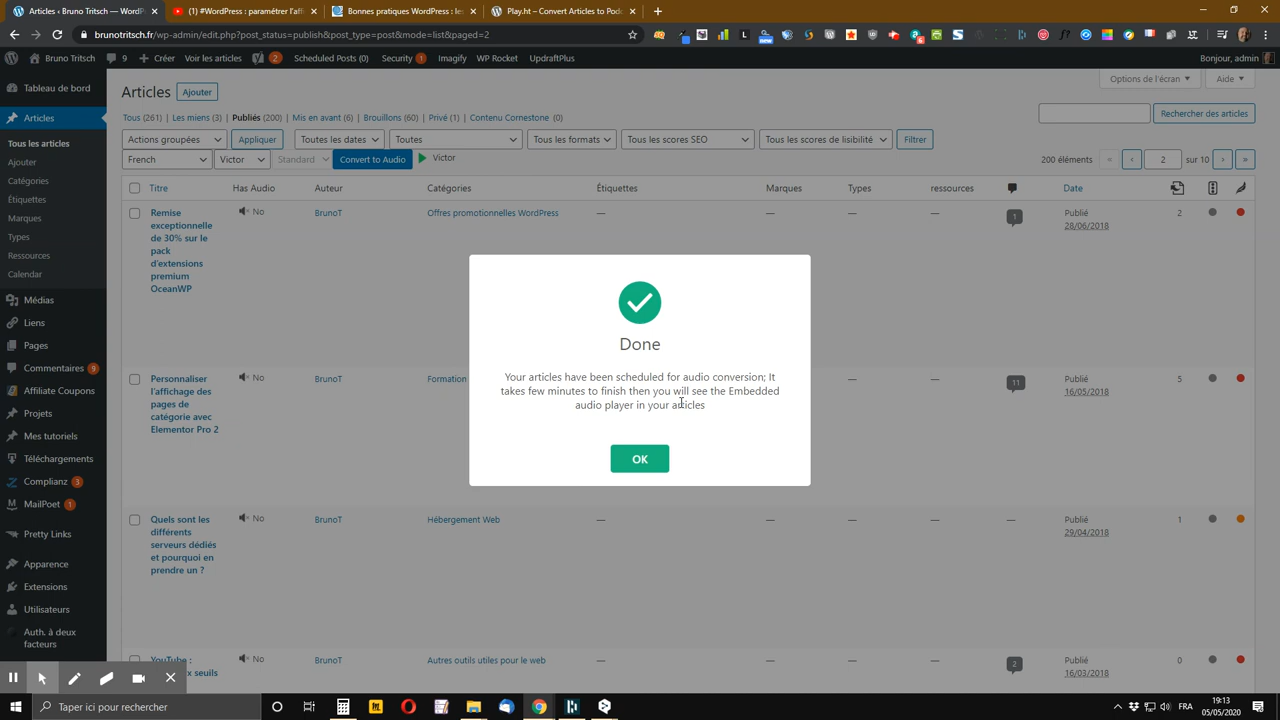 Articles ‹ Bruno Tritsch — WordPr
(1) #WordPress : paramétrer l'aff
Bonnes pratiques WordPress : les
Play.ht – Convert Articles to Podc
brunotritsch.fr/wp-admin/edit.php?post_status=publish&post_type=post&mode=list&paged=2
Bruno Tritsch
9
Créer
Voir les articles
2
Scheduled Posts (0)
Security
1
Imagify
WP Rocket
UpdraftPlus
Bonjour, admin
Tableau de bord
Articles
Tous les articles
Ajouter
Catégories
Étiquettes
Marques
Types
Ressources
Calendar
Médias
Liens
Pages
Commentaires 9
Affiliate Coupons
Projets
Mes tutoriels
Téléchargements
Complianz 3
MailPoet 1
Pretty Links
Apparence
Extensions
Utilisateurs
Auth. à deux
facteurs
Articles Ajouter
Options de l'écran
Aide
Tous (261) | Les miens (3) | Publiés (200) | Mis en avant (6) | Brouillons (60) | Privé (1) | Contenu Cornestone (0)
Rechercher des articles
Actions groupées
Appliquer
Toutes les dates
Toutes
Tous les formats
Tous les scores SEO
Tous les scores de lisibilité
Filtrer
French
Victor
Standard
Convert to Audio
Victor
200 éléments « ‹ 2 sur 10 › »
Titre
Has Audio
Auteur
Catégories
Étiquettes
Marques
Types
ressources
Date
Remise
exceptionnelle
de 30% sur le
pack
d'extensions
premium
OceanWP
No
BrunoT
Offres promotionnelles WordPress
—
—
—
—
1
Publié
28/06/2018
2
Personnaliser
l'affichage des
pages de
catégorie avec
Elementor Pro 2
No
BrunoT
Formation
—
—
11
Publié
16/05/2018
5
Quels sont les
différents
serveurs dédiés
et pourquoi en
prendre un ?
No
BrunoT
Hébergement Web
—
—
—
—
—
Publié
29/04/2018
1
YouTube :
x seuils
No
BrunoT
Autres outils utiles pour le web
—
—
—
—
2
Publié
16/03/2018
0
Done
Your articles have been scheduled for audio conversion; It
takes few minutes to finish then you will see the Embedded
audio player in your articles
OK
Taper ici pour rechercher
FRA
19:13
05/05/2020